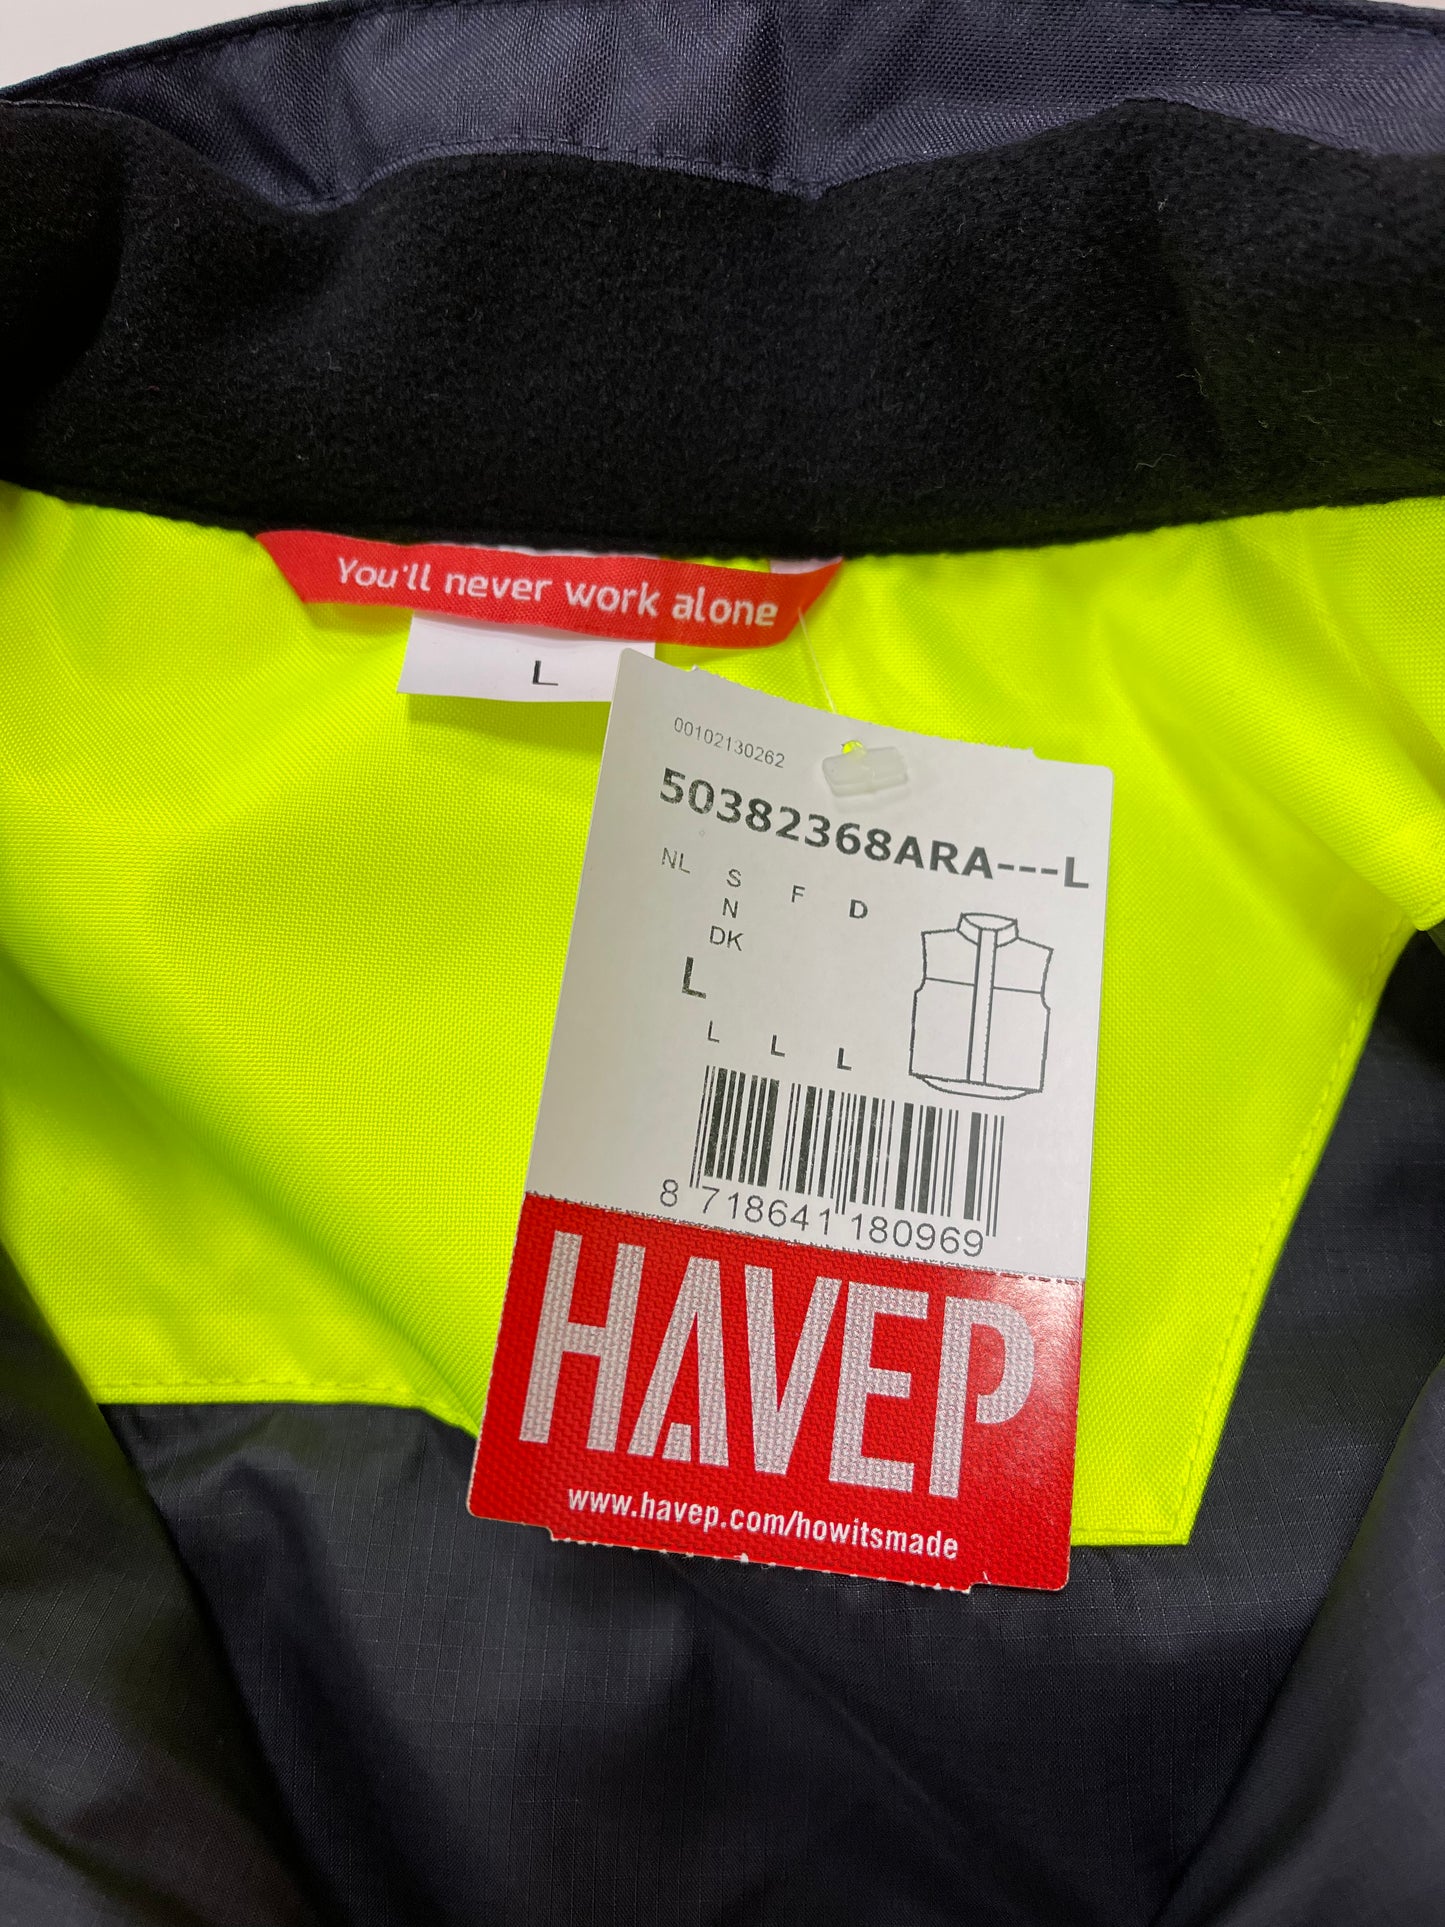 You'll never work alone
L
00102130262
50382368ARA---L
NL S F D
N
DK
L
L L L
8 718641 180969
HAVEP
www.havep.com/howitsmade